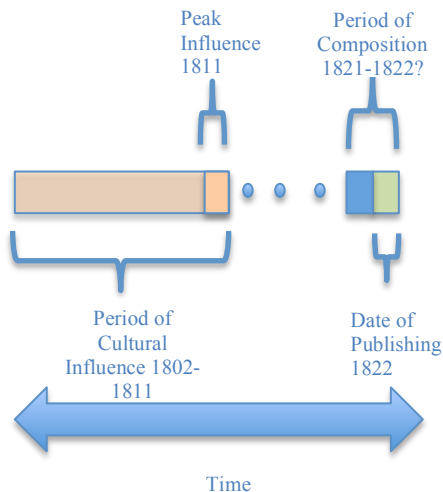 Peak
Influence
1811
Period of
Composition
1821-1822?
Period of
Cultural
Influence 1802-
1811
Date of
Publishing
1822
Time